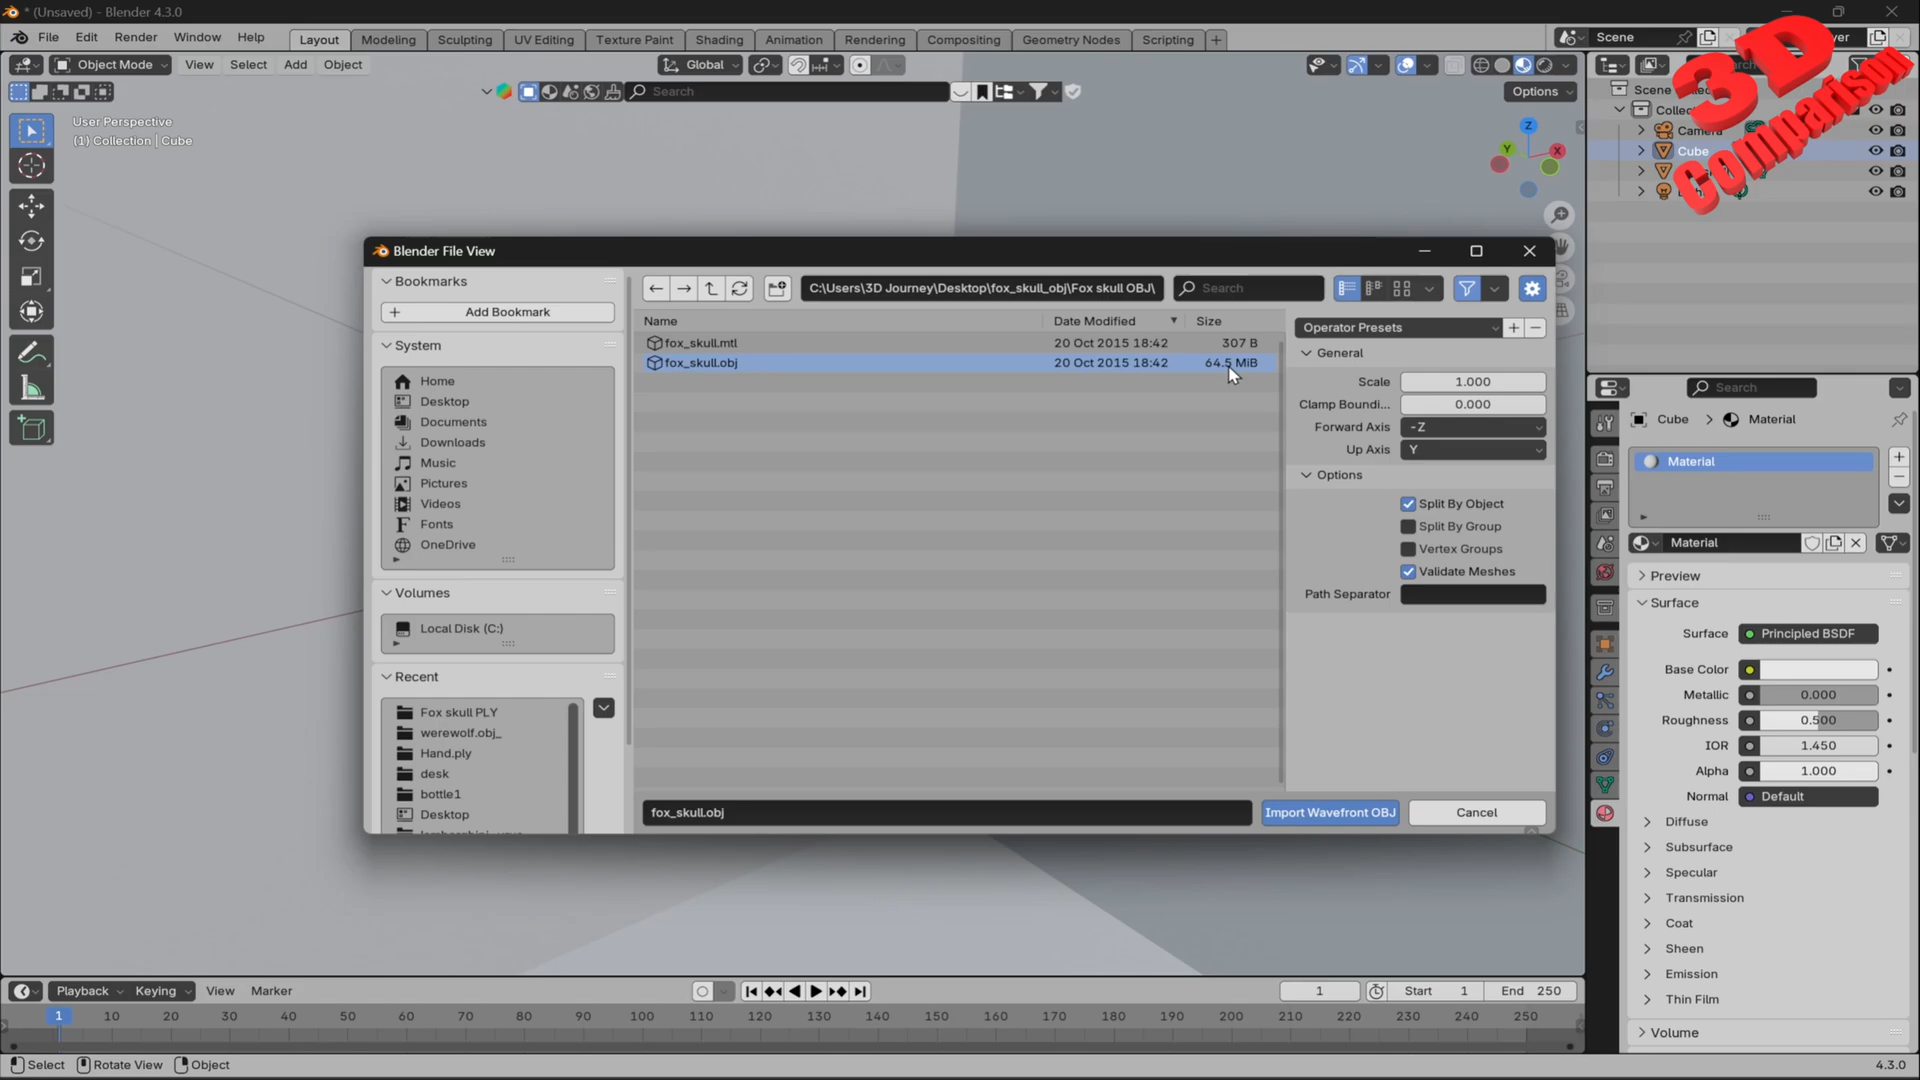 * (Unsaved) - Blender 4.3.0
File Edit Render Window Help
Layout Modeling Sculpting UV Editing Texture Paint Shading Animation Rendering Compositing Geometry Nodes Scripting +
Scene
Object Mode View Select Add Object
Global
Search
Options
User Perspective
(1) Collection | Cube
Z
Y
X
3D
Comparison
Camera
Cube
Blender File View
Bookmarks
Add Bookmark
System
Home
Desktop
Documents
Downloads
Music
Pictures
Videos
Fonts
OneDrive
Volumes
Local Disk (C:)
Recent
Fox skull PLY
werewolf.obj_
Hand.ply
desk
bottle1
Desktop
C:\Users\3D Journey\Desktop\fox_skull_obj\Fox skull OBJ\
Search
Name Date Modified Size
fox_skull.mtl 20 Oct 2015 18:42 307 B
fox_skull.obj 20 Oct 2015 18:42 64.5 MiB
Operator Presets
General
Scale 1.000
Clamp Boundi... 0.000
Forward Axis -Z
Up Axis Y
Options
Split By Object
Split By Group
Vertex Groups
Validate Meshes
Path Separator
fox_skull.obj
Import Wavefront OBJ
Cancel
Search
Cube > Material
Material
Material
Preview
Surface
Surface Principled BSDF
Base Color
Metallic 0.000
Roughness 0.500
IOR 1.450
Alpha 1.000
Normal Default
Diffuse
Subsurface
Specular
Transmission
Coat
Sheen
Emission
Thin Film
Volume
Playback Keying View Marker
1
Start 1
End 250
1 10 20 30 40 50 60 70 80 90 100 110 120 130 140 150 160 170 180 190 200 210 220 230 240 250
Select Rotate View Object
4.3.0